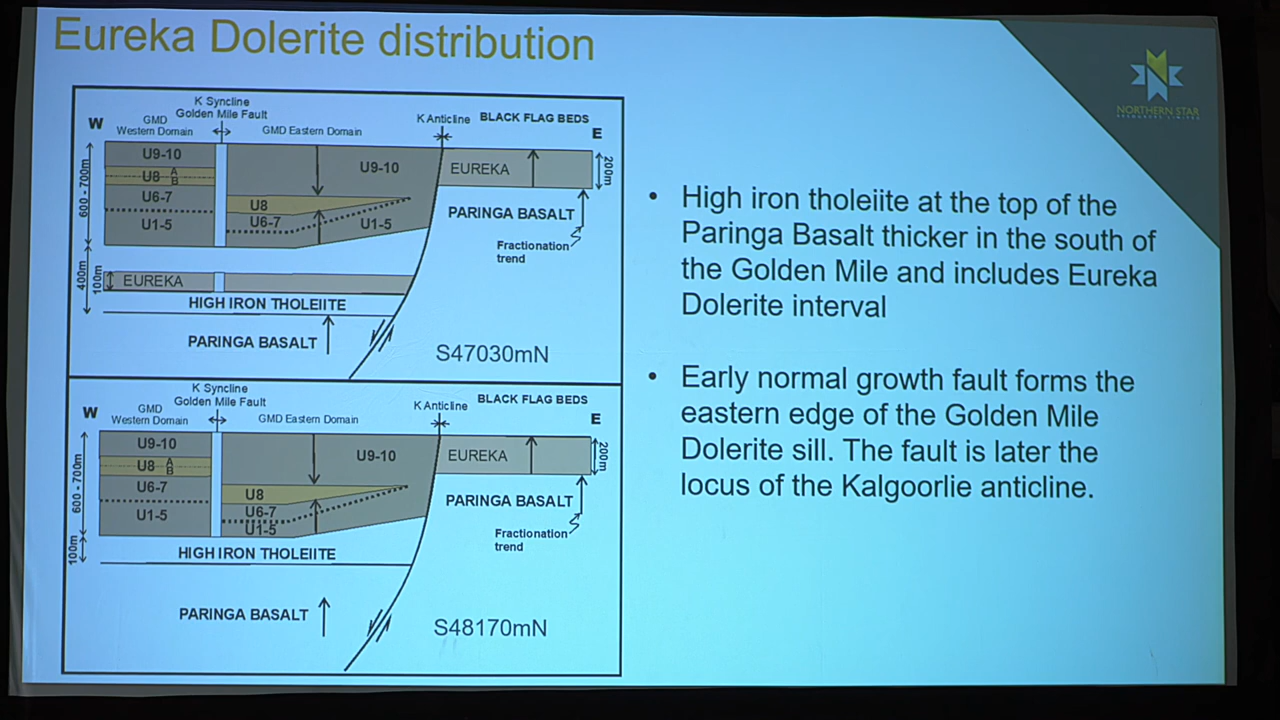 Eureka Dolerite distribution
NORTHERN STAR
RESOURCES LIMITED
K Syncline
Golden Mile Fault
W
GMD
Western Domain
GMD Eastern Domain
K Anticline
BLACK FLAG BEDS
E
U9-10
U8 A
B
U6-7
U1-5
600 - 700m
U9-10
U8
U6-7
U1-5
EUREKA
200m
PARINGA BASALT
Fractionation
trend
400m
100m
EUREKA
HIGH IRON THOLEIITE
PARINGA BASALT
S47030mN
K Syncline
Golden Mile Fault
W
GMD
Western Domain
GMD Eastern Domain
K Anticline
BLACK FLAG BEDS
E
U9-10
U8 A
B
U6-7
U1-5
600 - 700m
U9-10
U8
U6-7
U1-5
EUREKA
200m
PARINGA BASALT
Fractionation
trend
100m
HIGH IRON THOLEIITE
PARINGA BASALT
S48170mN
• High iron tholeiite at the top of the
Paringa Basalt thicker in the south of
the Golden Mile and includes Eureka
Dolerite interval
• Early normal growth fault forms the
eastern edge of the Golden Mile
Dolerite sill. The fault is later the
locus of the Kalgoorlie anticline.